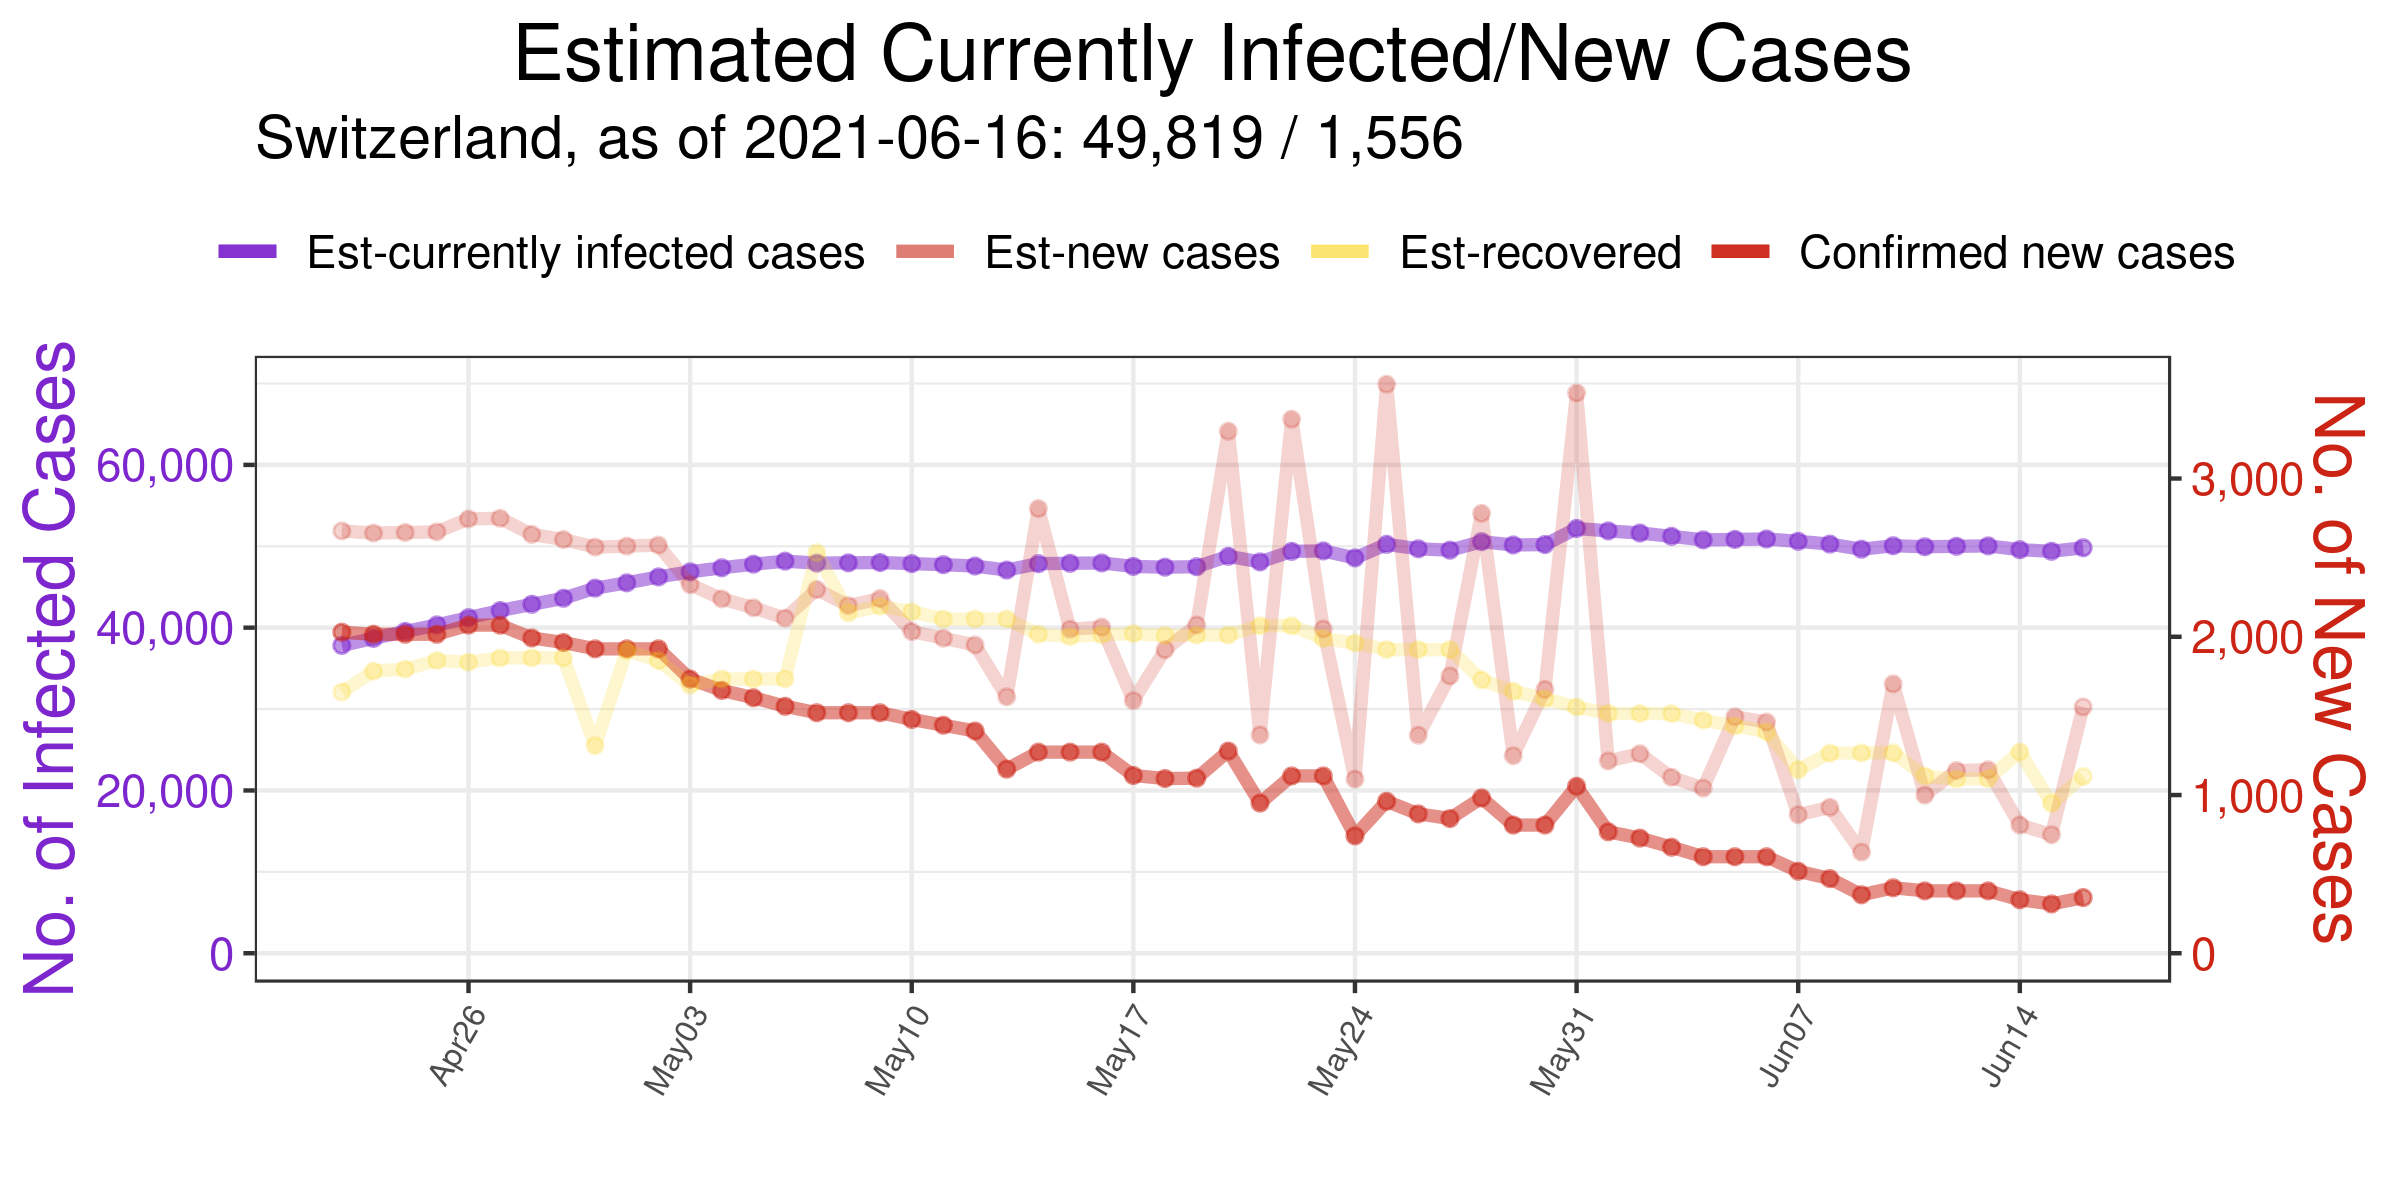 Estimated Currently Infected/New Cases
Switzerland, as of 2021-06-16: 49,819 / 1,556
Est-currently infected cases Est-new cases Est-recovered Confirmed new cases
No. of Infected Cases
60,000
40,000
20,000
0
3,000
2,000
1,000
0
No. of New Cases
Apr26 May03 May10 May17 May24 May31 Jun07 Jun14